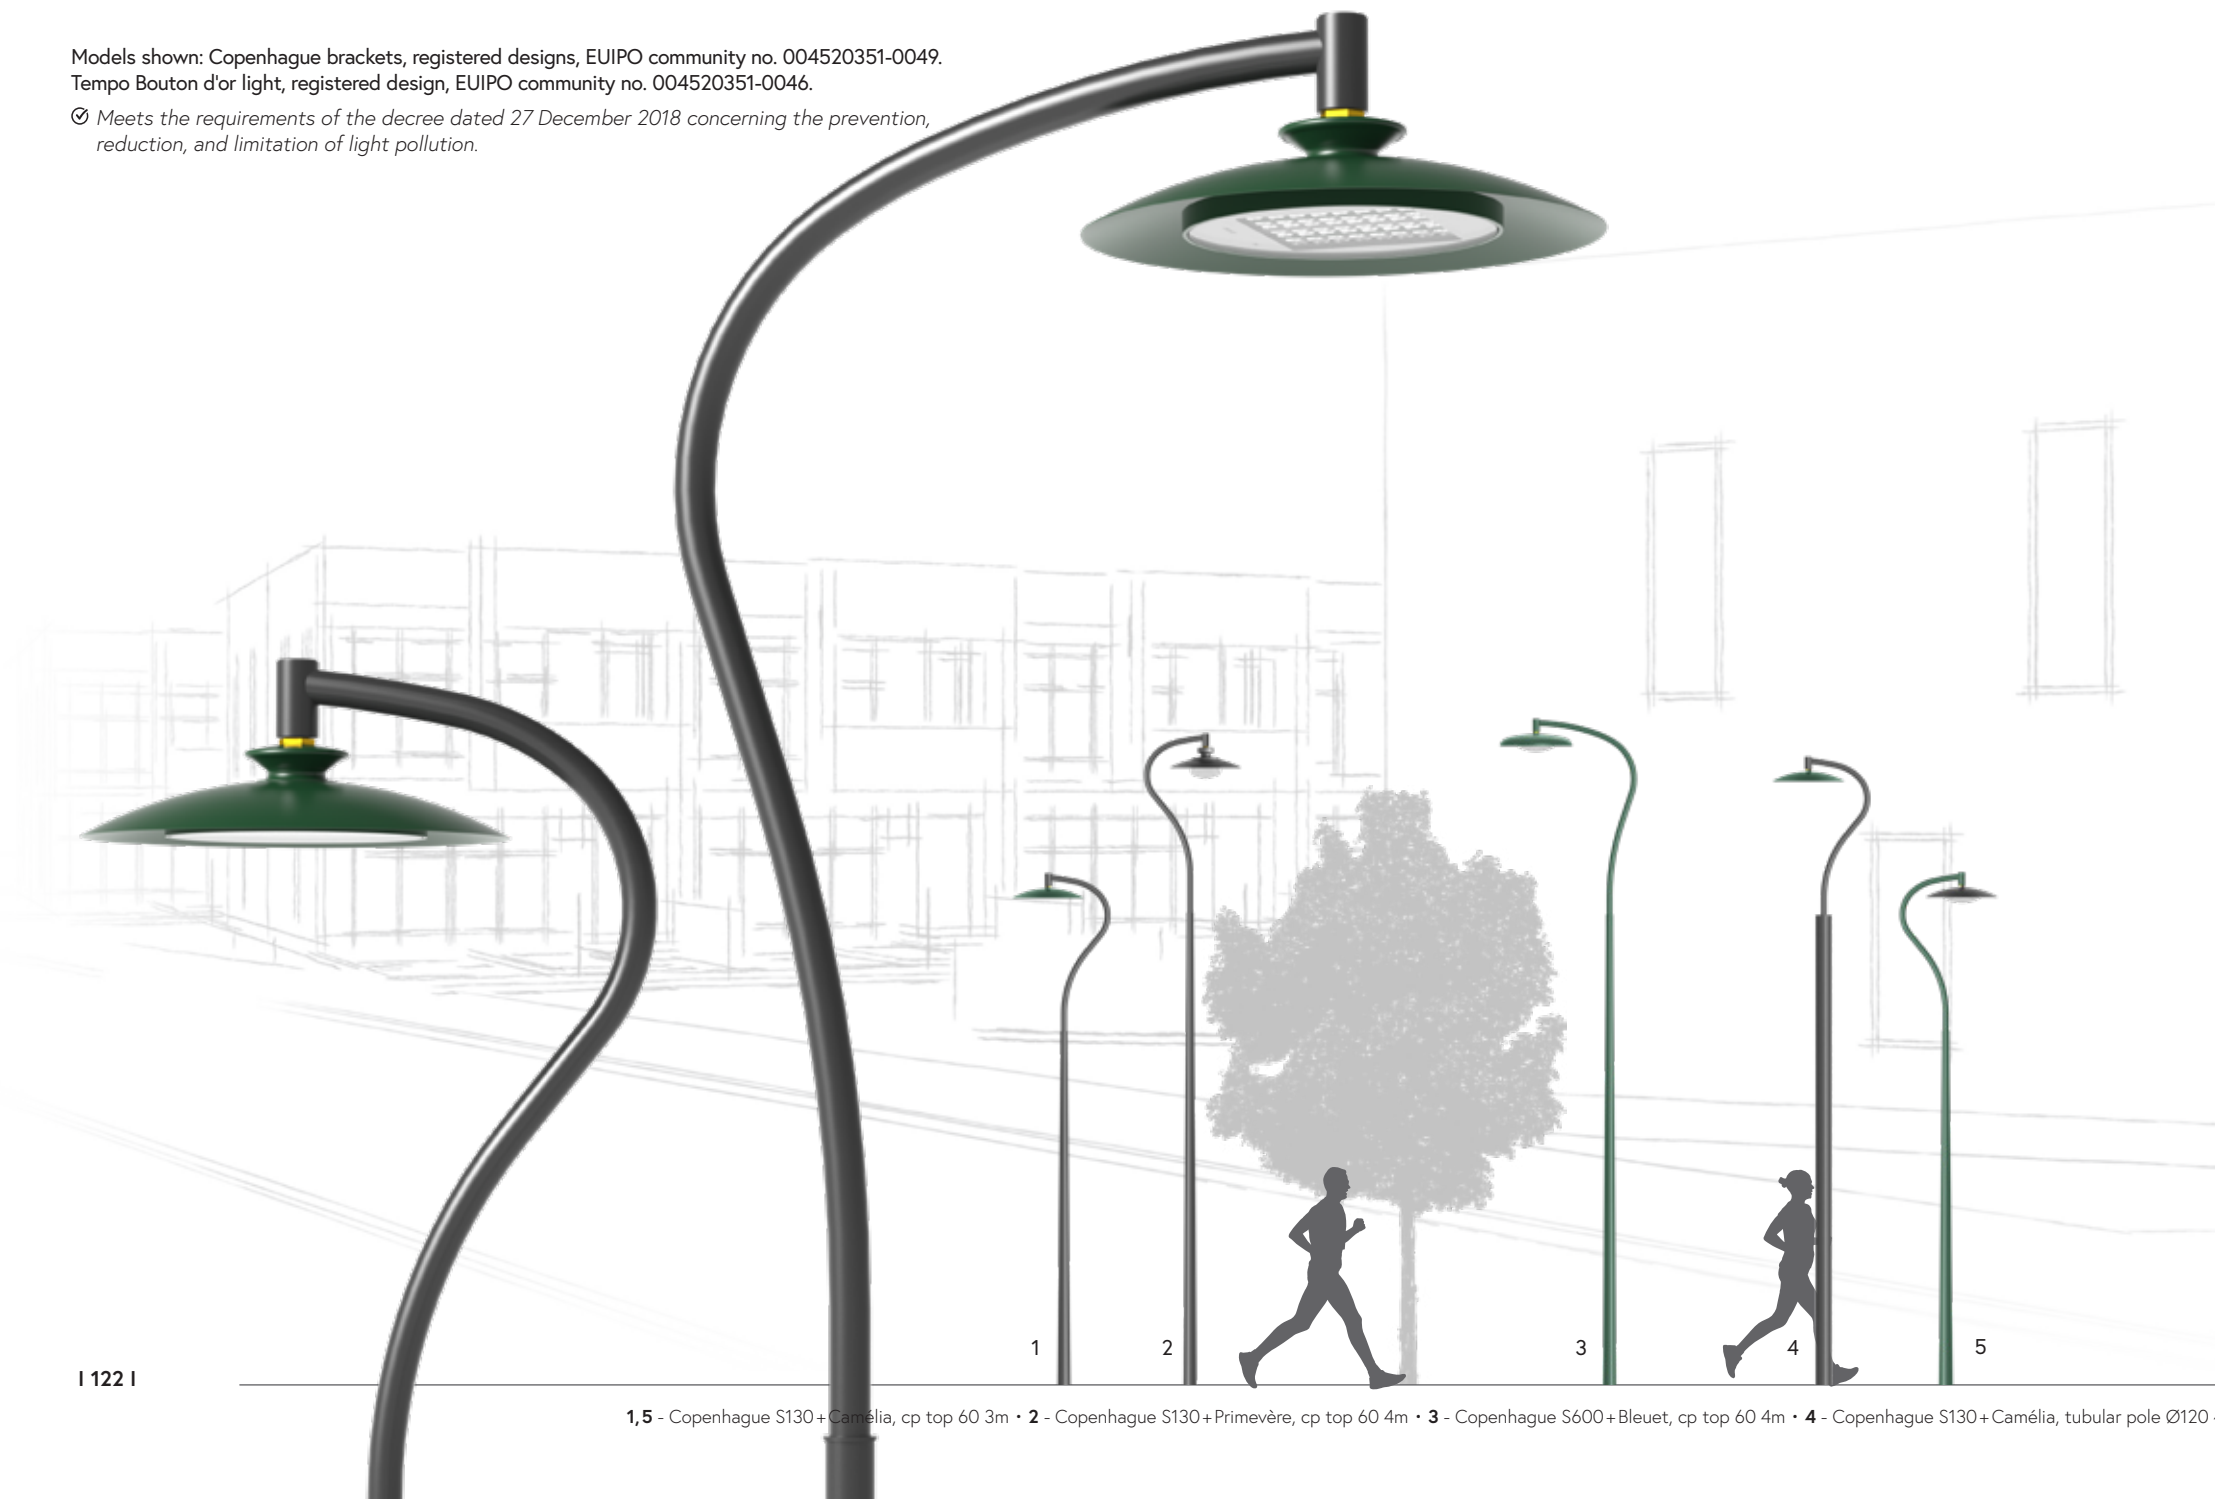 Models shown: Copenhague brackets, registered designs, EUIPO community no. 004520351-0049.
Tempo Bouton d'or light, registered design, EUIPO community no. 004520351-0046.
Meets the requirements of the decree dated 27 December 2018 concerning the prevention,
reduction, and limitation of light pollution.
1
2
3
4
5
I 122 I
1,5 - Copenhague S130+Camélia, cp top 60 3m • 2 - Copenhague S130+Primevère, cp top 60 4m • 3 - Copenhague S600+Bleuet, cp top 60 4m • 4 - Copenhague S130+Camélia, tubular pole Ø120